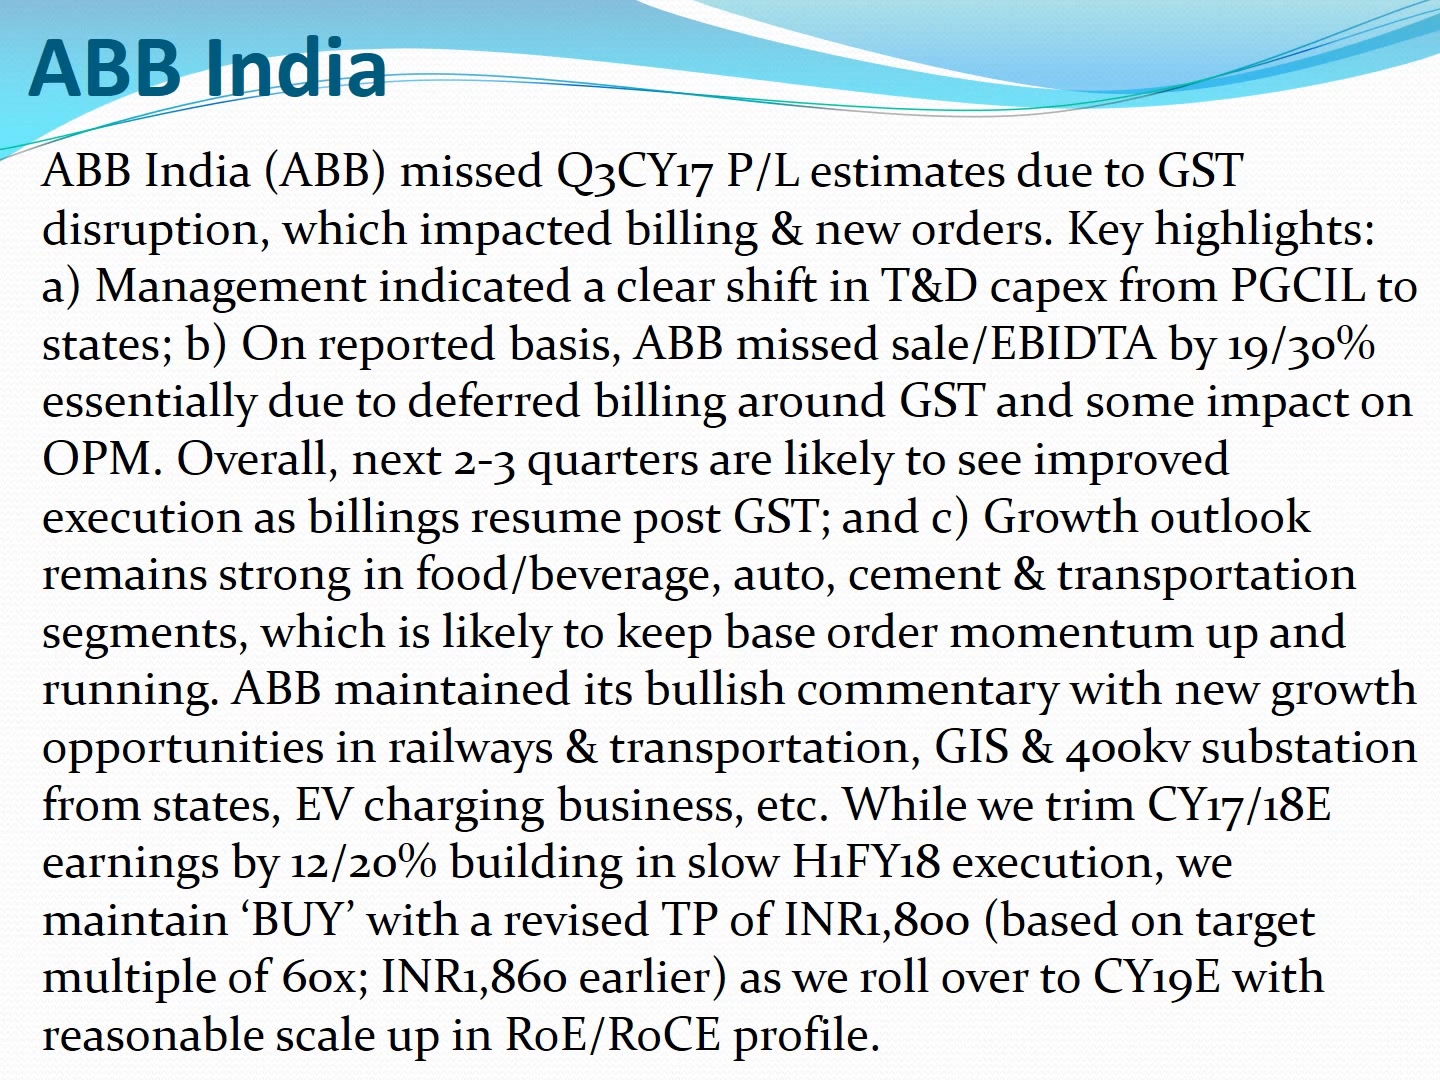 ABB India
ABB India (ABB) missed Q3CY17 P/L estimates due to GST
disruption, which impacted billing & new orders. Key highlights:
a) Management indicated a clear shift in T&D capex from PGCIL to
states; b) On reported basis, ABB missed sale/EBIDTA by 19/30%
essentially due to deferred billing around GST and some impact on
OPM. Overall, next 2-3 quarters are likely to see improved
execution as billings resume post GST; and c) Growth outlook
remains strong in food/beverage, auto, cement & transportation
segments, which is likely to keep base order momentum up and
running. ABB maintained its bullish commentary with new growth
opportunities in railways & transportation, GIS & 400kv substation
from states, EV charging business, etc. While we trim CY17/18E
earnings by 12/20% building in slow H1FY18 execution, we
maintain ‘BUY’ with a revised TP of INR1,800 (based on target
multiple of 60x; INR1,860 earlier) as we roll over to CY19E with
reasonable scale up in RoE/RoCE profile.